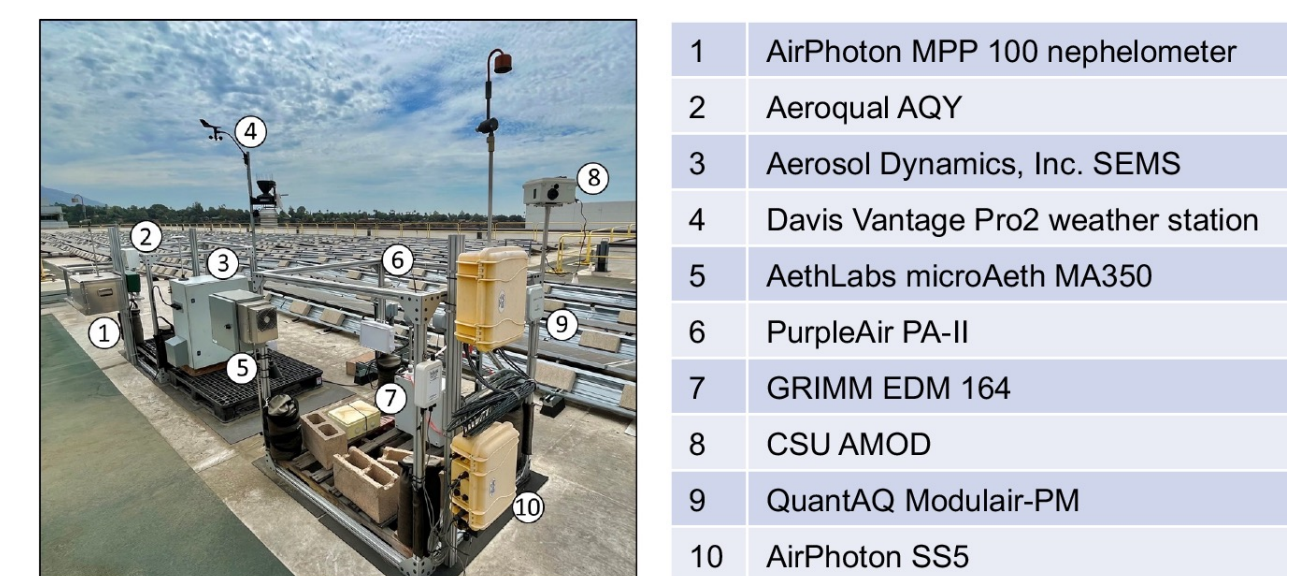 4
8
2
3
6
1
9
5
7
10
1 AirPhoton MPP 100 nephelometer
2 Aeroqual AQY
3 Aerosol Dynamics, Inc. SEMS
4 Davis Vantage Pro2 weather station
5 AethLabs microAeth MA350
6 PurpleAir PA-II
7 GRIMM EDM 164
8 CSU AMOD
9 QuantAQ Modulair-PM
10 AirPhoton SS5